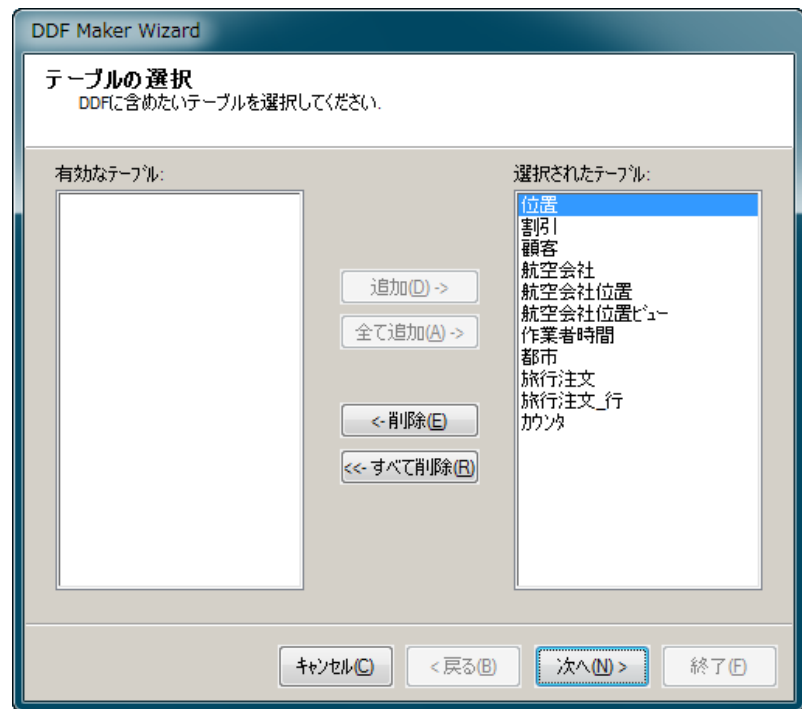 DDF Maker Wizard
テーブルの選択
DDFに含めたいテーブルを選択してください.
有効なテーブル:
選択されたテーブル:
位置
割引
顧客
航空会社
航空会社位置
航空会社位置ビュー
作業者時間
都市
旅行注文
旅行注文_行
カウンタ
追加(D) ->
全て追加(A) ->
<- 削除(E)
<<- すべて削除(R)
キャンセル(C)
< 戻る(B)
次へ(N) >
終了(F)